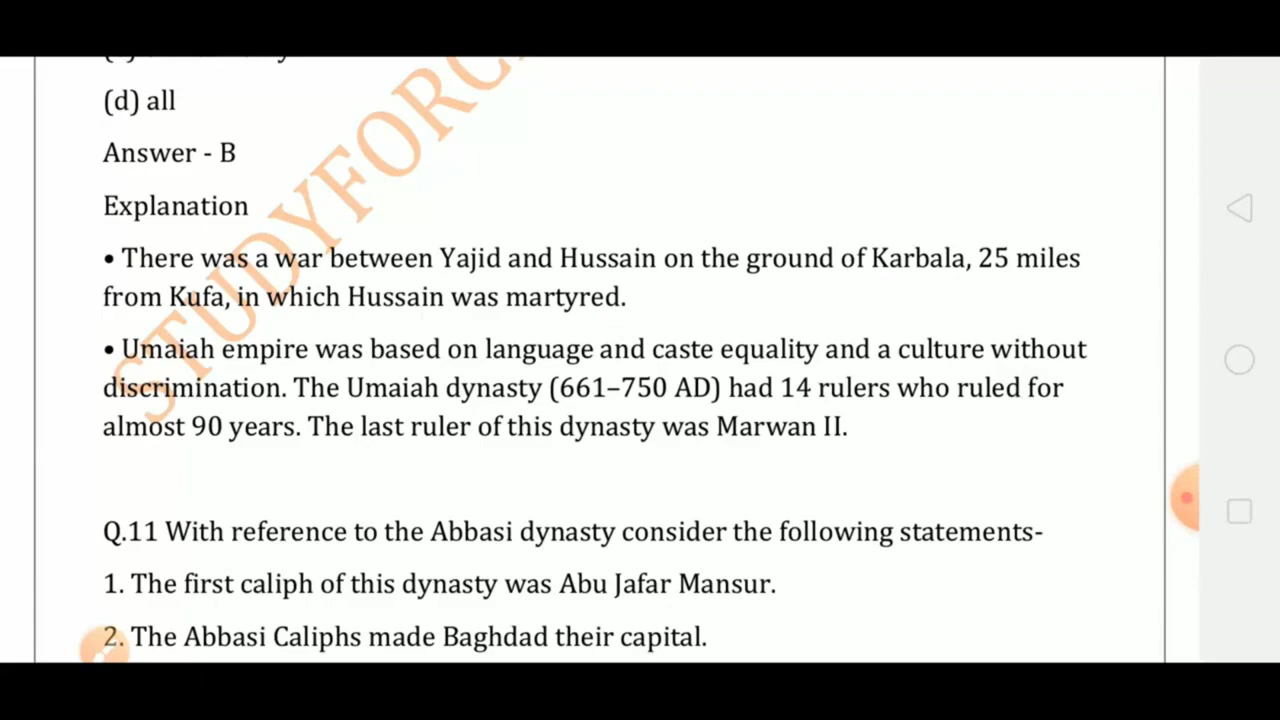 (d) all
Answer - B
Explanation
• There was a war between Yajid and Hussain on the ground of Karbala, 25 miles
from Kufa, in which Hussain was martyred.
• Umaiah empire was based on language and caste equality and a culture without
discrimination. The Umaiah dynasty (661–750 AD) had 14 rulers who ruled for
almost 90 years. The last ruler of this dynasty was Marwan II.
Q.11 With reference to the Abbasi dynasty consider the following statements-
1. The first caliph of this dynasty was Abu Jafar Mansur.
2. The Abbasi Caliphs made Baghdad their capital.
STUDYFORC